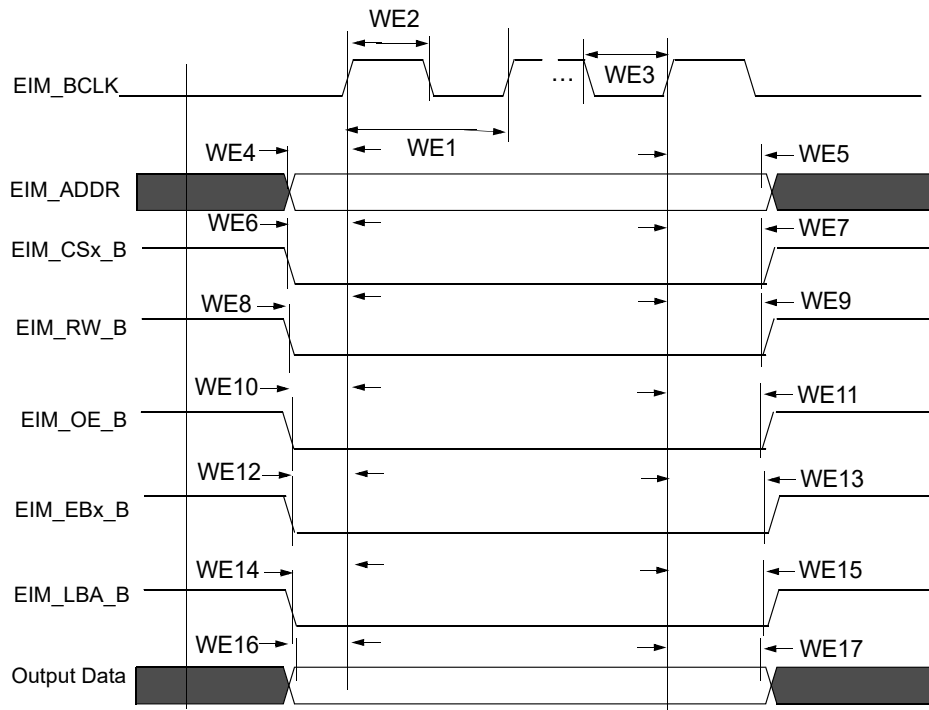 WE2
EIM_BCLK
...
WE3
WE4
WE1
WE5
EIM_ADDR
WE6
WE7
EIM_CSx_B
WE8
WE9
EIM_RW_B
WE10
WE11
EIM_OE_B
WE12
WE13
EIM_EBx_B
WE14
WE15
EIM_LBA_B
WE16
WE17
Output Data